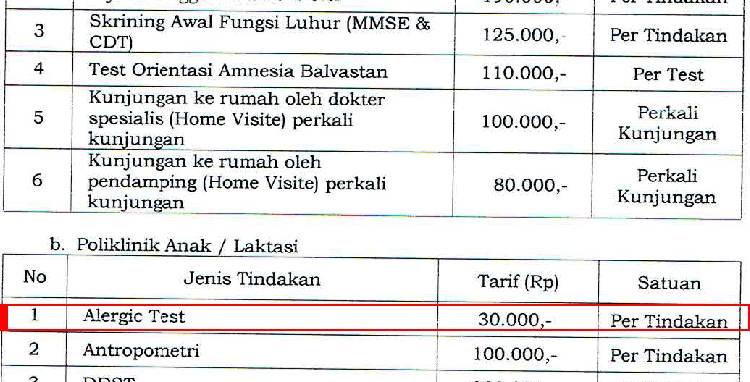 3 Skrining Awal Fungsi Luhur (MMSE & CDT) 125.000,- Per Tindakan
4 Test Orientasi Amnesia Balvastan 110.000,- Per Test
5 Kunjungan ke rumah oleh dokter spesialis (Home Visite) perkali kunjungan 100.000,- Perkali Kunjungan
6 Kunjungan ke rumah oleh pendamping (Home Visite) perkali kunjungan 80.000,- Perkali Kunjungan
b. Poliklinik Anak / Laktasi
No Jenis Tindakan Tarif (Rp) Satuan
1 Alergic Test 30.000,- Per Tindakan
2 Antropometri 100.000,- Per Tindakan